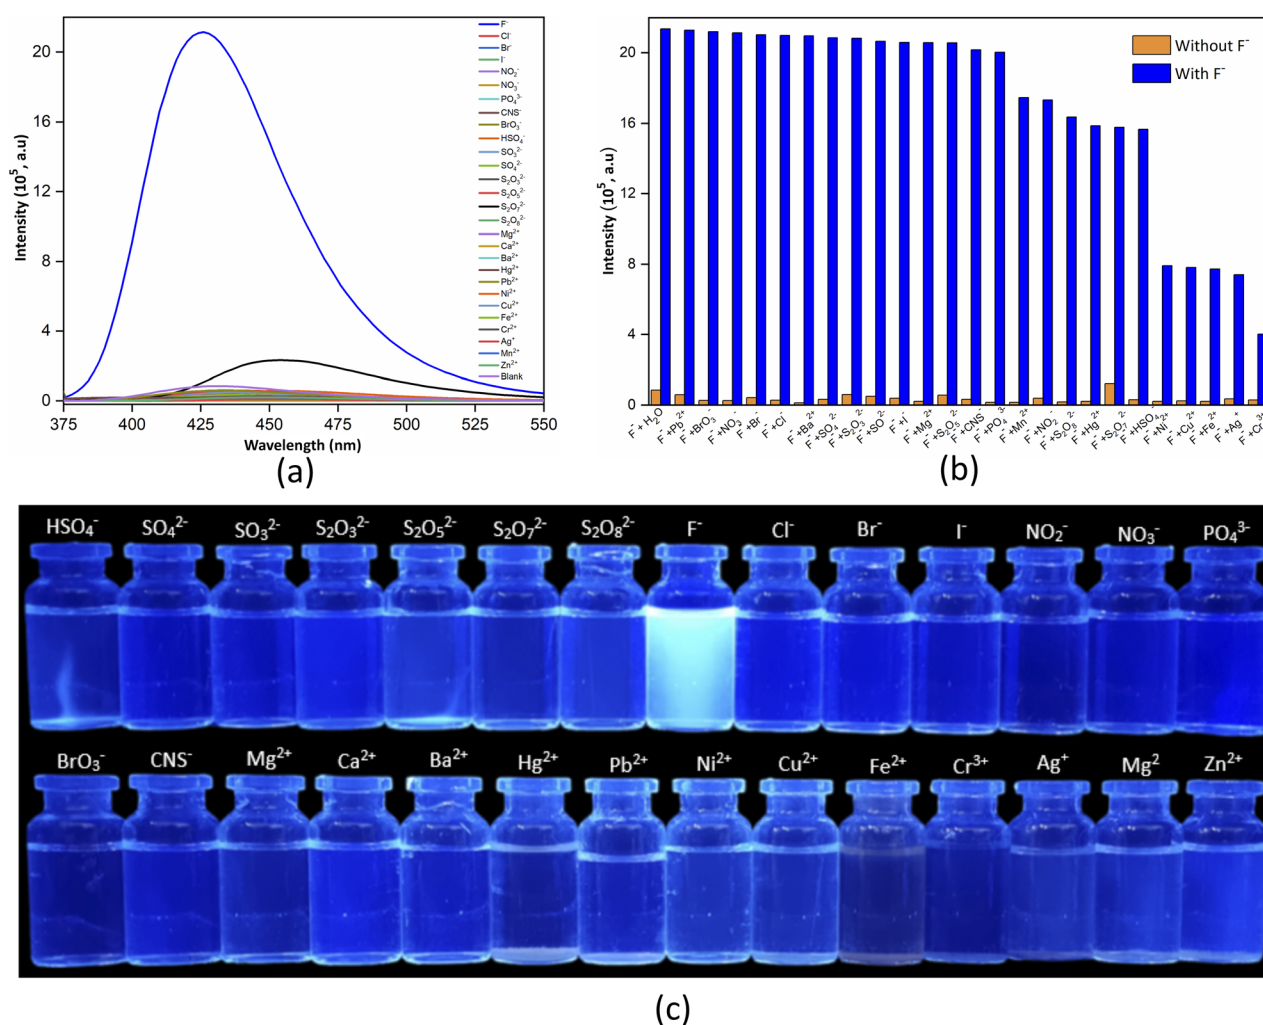 20
16
12
8
4
0
375 400 425 450 475 500 525 550
Intensity (10⁵, a.u)
Wavelength (nm)
F⁻
Cl⁻
Br⁻
I⁻
NO₂⁻
NO₃⁻
PO₄³⁻
CNS⁻
BrO₃⁻
HSO₄⁻
SO₃²⁻
SO₄²⁻
S₂O₃²⁻
S₂O₅²⁻
S₂O₇²⁻
S₂O₈²⁻
Mg²⁺
Ca²⁺
Ba²⁺
Hg²⁺
Pb²⁺
Ni²⁺
Cu²⁺
Fe²⁺
Cr²⁺
Ag⁺
Mn²⁺
Zn²⁺
Blank
(a)
20
16
12
8
4
0
Intensity (10⁵, a.u)
Without F⁻
With F⁻
F⁻ + H₂O
F⁻+Pb²⁺
F⁻+BrO₃⁻
F⁻+NO₃⁻
F⁻+Br⁻
F⁻+Cl⁻
F⁻+Ba²⁺
F⁻+SO₄²⁻
F⁻+S₂O₃²⁻
F⁻+SO²⁻
F⁻+I⁻
F⁻+Mg²⁺
F⁻+S₂O₅²⁻
F⁻+CNS⁻
F⁻+PO₄³⁻
F⁻+Mn²⁺
F⁻+NO₂⁻
F⁻+S₂O₈²⁻
F⁻+Hg²⁺
F⁻+S₂O₇²⁻
F⁻+HSO₄
F⁻+Ni²⁺
F⁻+Cu²⁺
F⁻+Fe²⁺
F⁻+Ag⁺
(b)
HSO₄⁻ SO₄²⁻ SO₃²⁻ S₂O₃²⁻ S₂O₅²⁻ S₂O₇²⁻ S₂O₈²⁻ F⁻ Cl⁻ Br⁻ I⁻ NO₂⁻ NO₃⁻ PO₄³⁻
BrO₃⁻ CNS⁻ Mg²⁺ Ca²⁺ Ba²⁺ Hg²⁺ Pb²⁺ Ni²⁺ Cu²⁺ Fe²⁺ Cr³⁺ Ag⁺ Mg² Zn²⁺
(c)